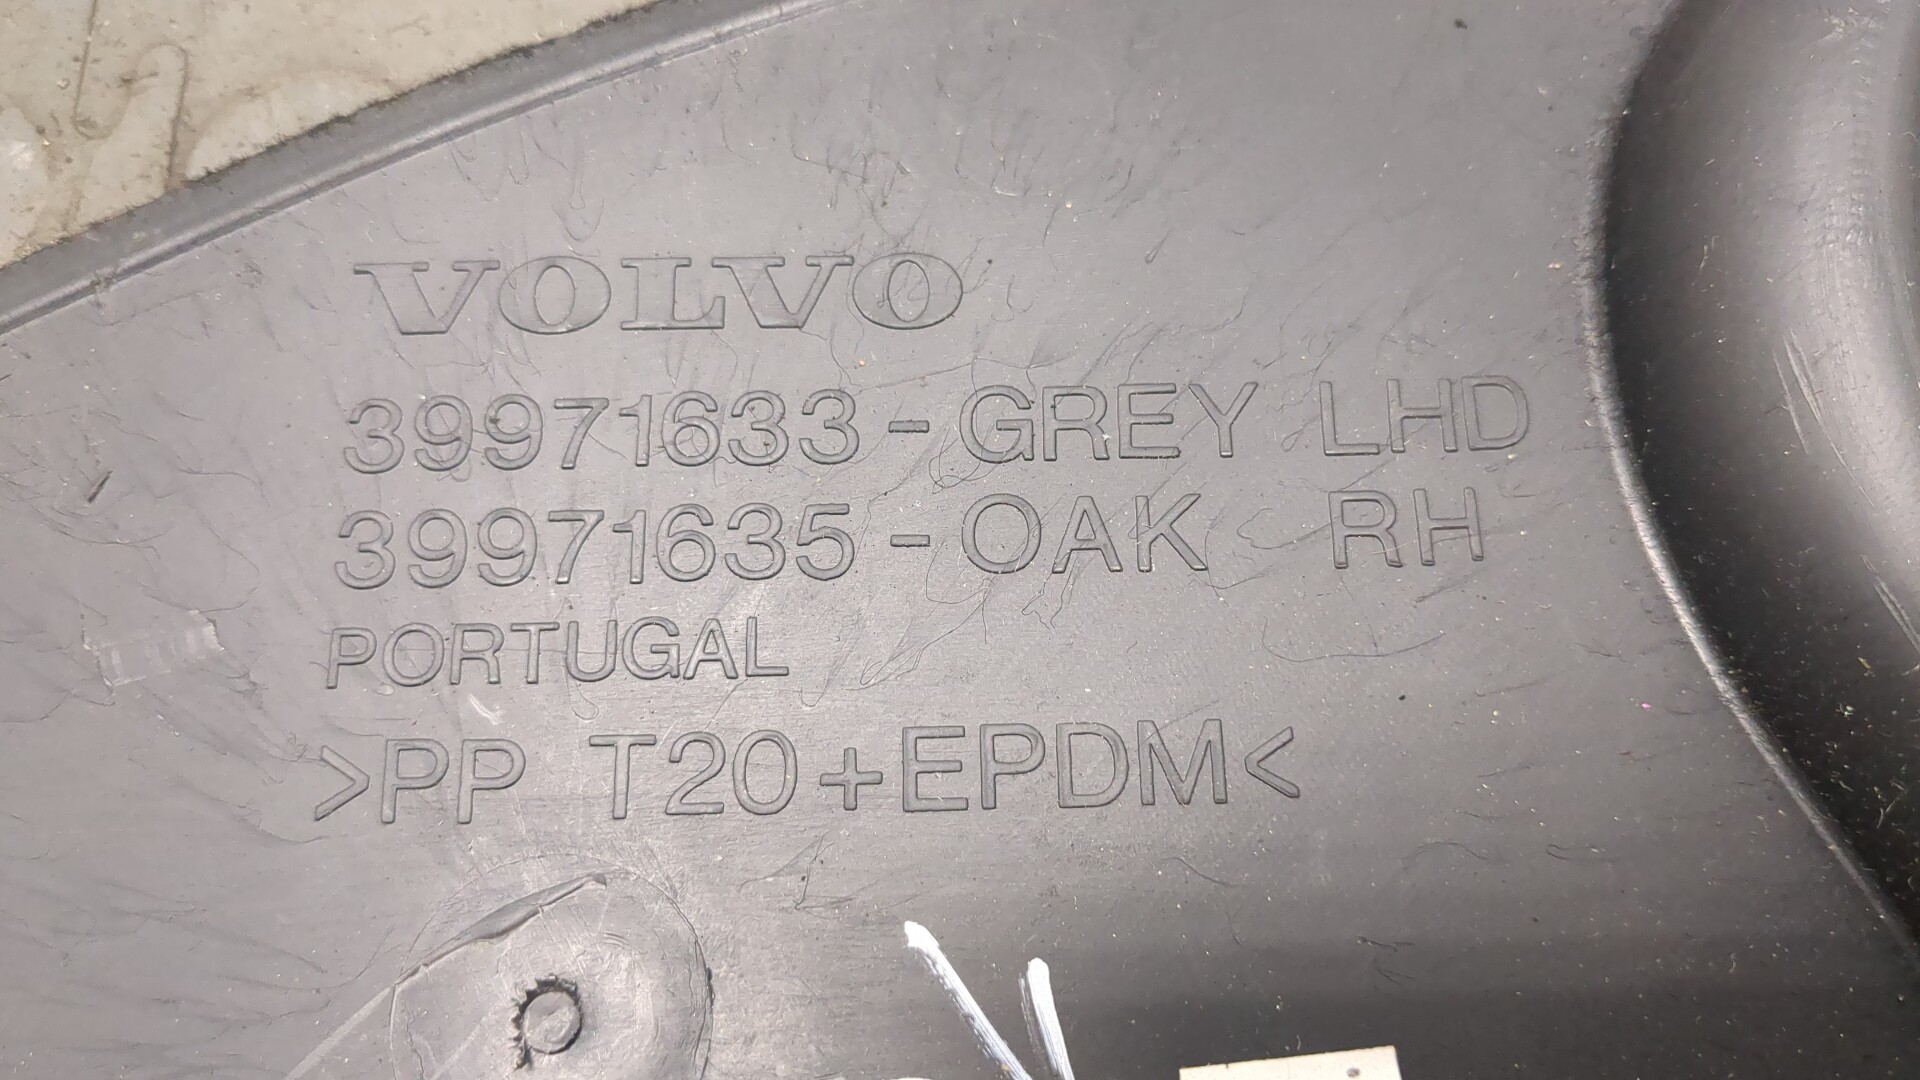 VOLVO
39971633-GREY LHD
39971635-OAK RH
PORTUGAL
>PP T20+EPDM<